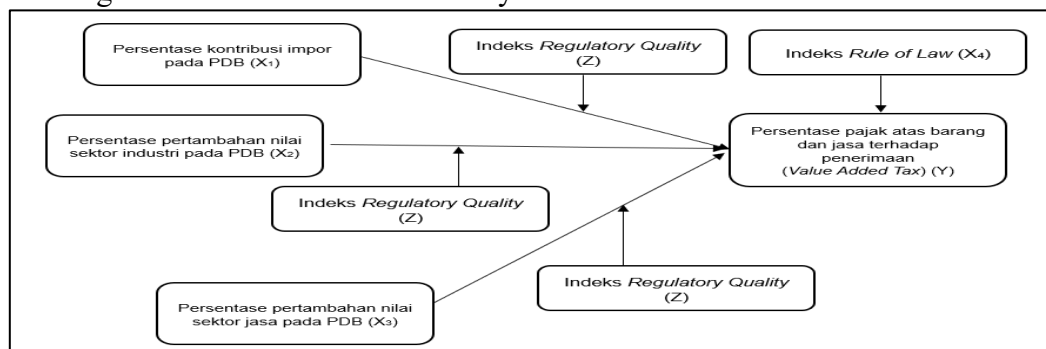 Persentase kontribusi impor
pada PDB (X₁)
Indeks Regulatory Quality
(Z)
Indeks Rule of Law (X₄)
Persentase pertambahan nilai
sektor industri pada PDB (X₂)
Persentase pajak atas barang
dan jasa terhadap
penerimaan
(Value Added Tax) (Y)
Indeks Regulatory Quality
(Z)
Indeks Regulatory Quality
(Z)
Persentase pertambahan nilai
sektor jasa pada PDB (X₃)